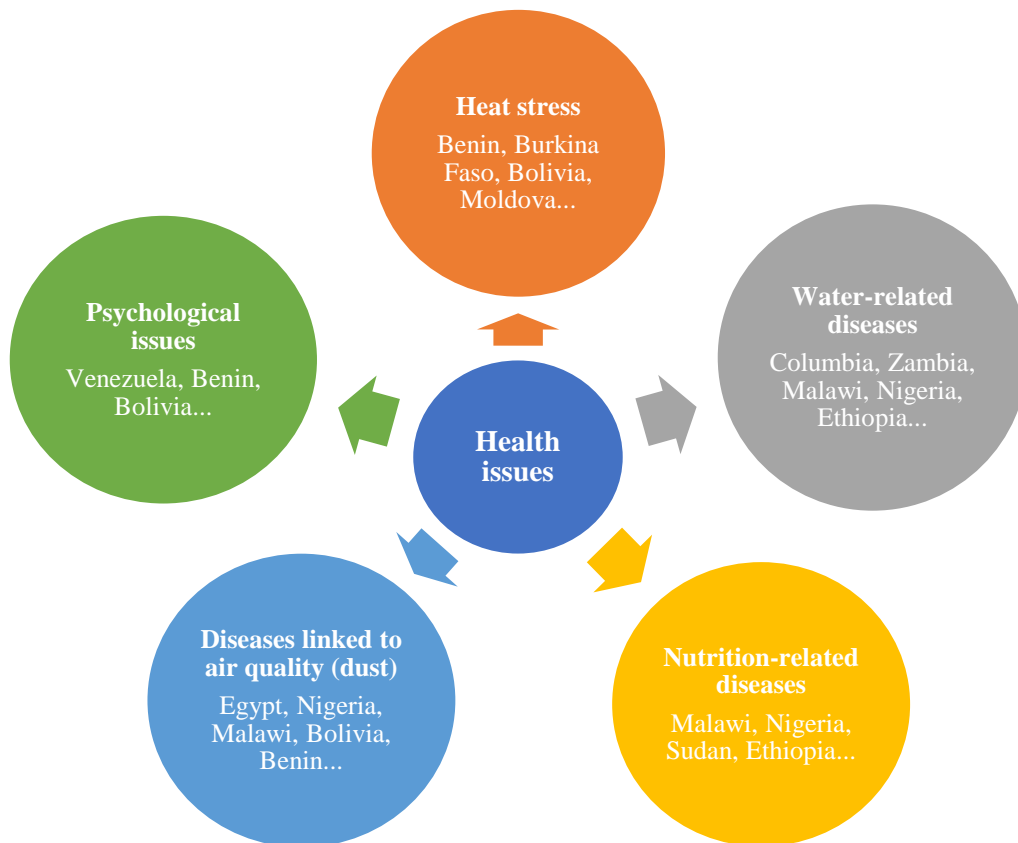 Heat stress
Benin, Burkina
Faso, Bolivia,
Moldova...
Water-related
diseases
Columbia, Zambia,
Malawi, Nigeria,
Ethiopia...
Nutrition-related
diseases
Malawi, Nigeria,
Sudan, Ethiopia...
Diseases linked to
air quality (dust)
Egypt, Nigeria,
Malawi, Bolivia,
Benin...
Psychological
issues
Venezuela, Benin,
Bolivia...
Health
issues